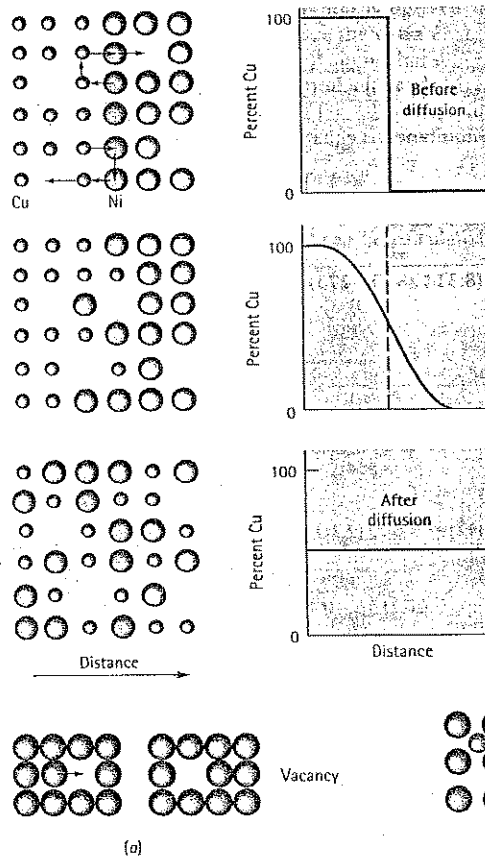 100
Percent Cu
Before
diffusion
0
Cu
Ni
100
Percent Cu
0
100
Percent Cu
After
diffusion
0
Distance
Distance
Vacancy
(a)